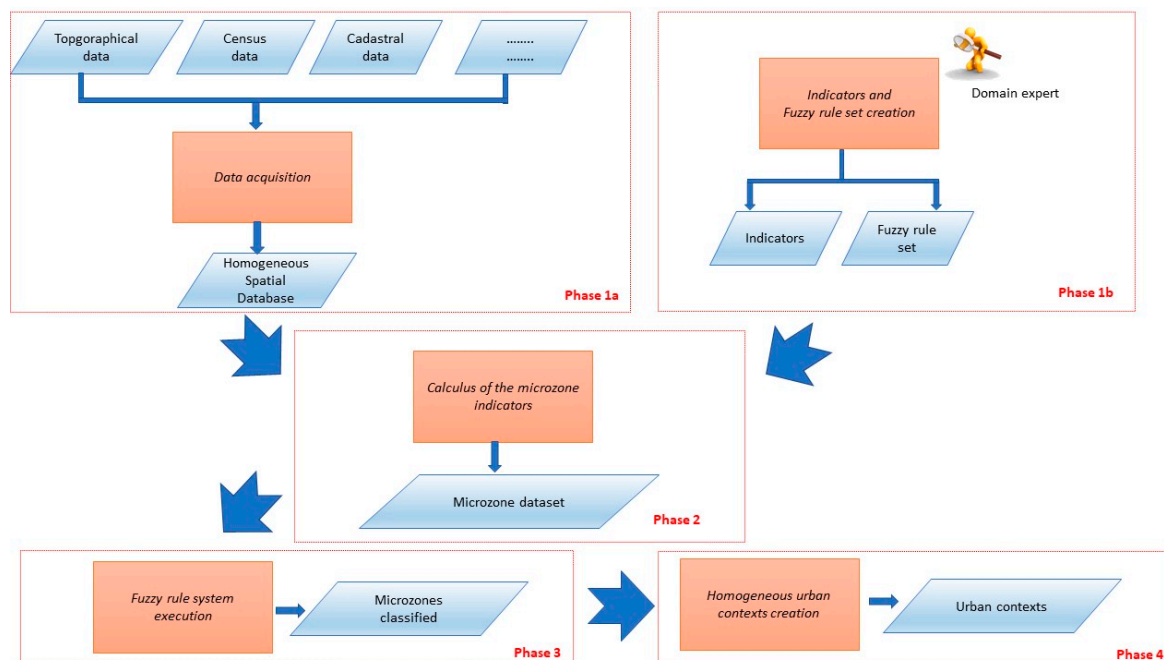 Topgoraphical
data
Census
data
Cadastral
data
........
........
Data acquisition
Homogeneous
Spatial
Database
Phase 1a
Indicators and
Fuzzy rule set creation
Domain expert
Indicators
Fuzzy rule
set
Phase 1b
Calculus of the microzone
indicators
Microzone dataset
Phase 2
Fuzzy rule system
execution
Microzones
classified
Phase 3
Homogeneous urban
contexts creation
Urban contexts
Phase 4